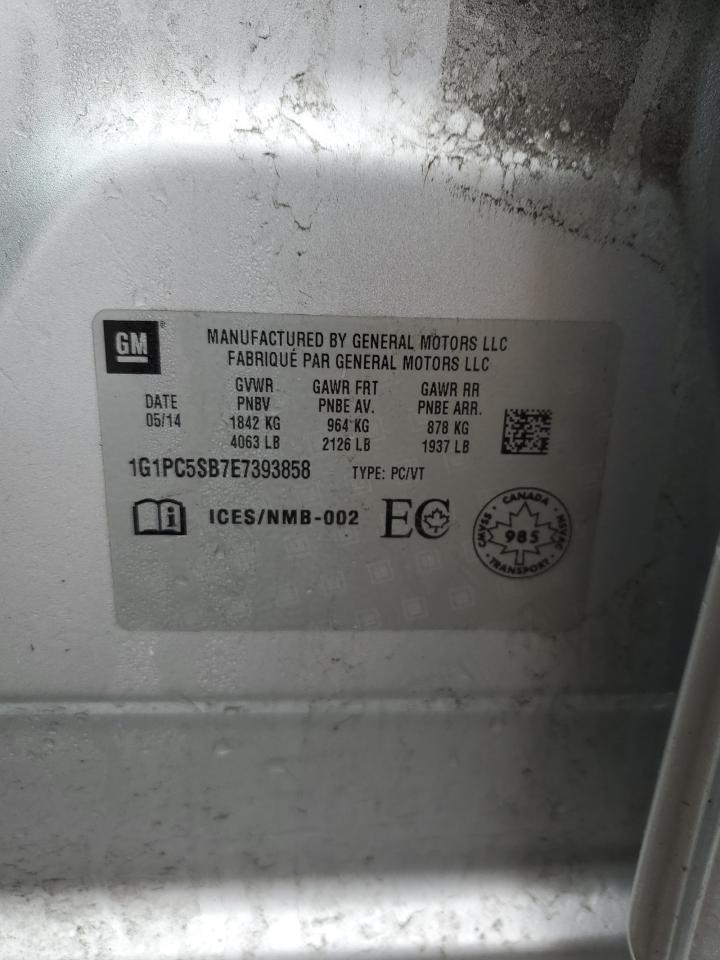 GM
MANUFACTURED BY GENERAL MOTORS LLC
FABRIQUÉ PAR GENERAL MOTORS LLC
DATE
05/14
GVWR
PNBV
1842 KG
4063 LB
GAWR FRT
PNBE AV.
964 KG
2126 LB
GAWR RR
PNBE ARR.
878 KG
1937 LB
1G1PC5SB7E7393858 TYPE: PC/VT
i ICES/NMB-002 EC
CANADA
CMVSS 985 NSVAC
TRANSPORT